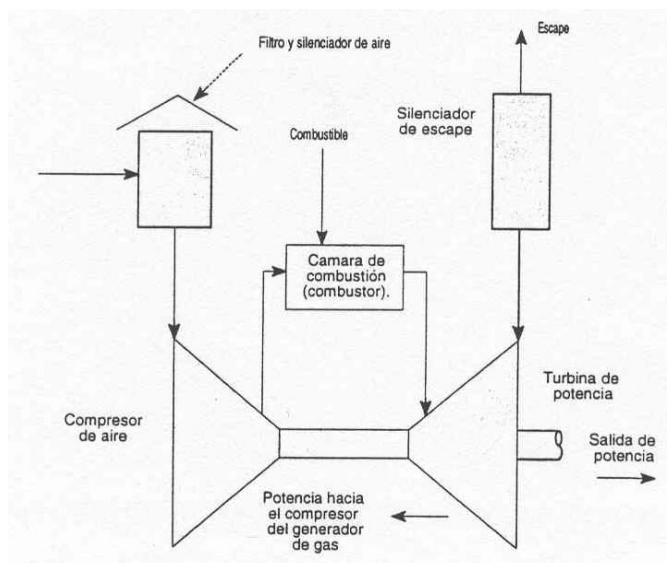 Filtro y silenciador de aire
Escape
Silenciador
de escape
Combustible
Camara de
combustión
(combustor).
Compresor
de aire
Turbina de
potencia
Salida de
potencia
Potencia hacia
el compresor
del generador
de gas